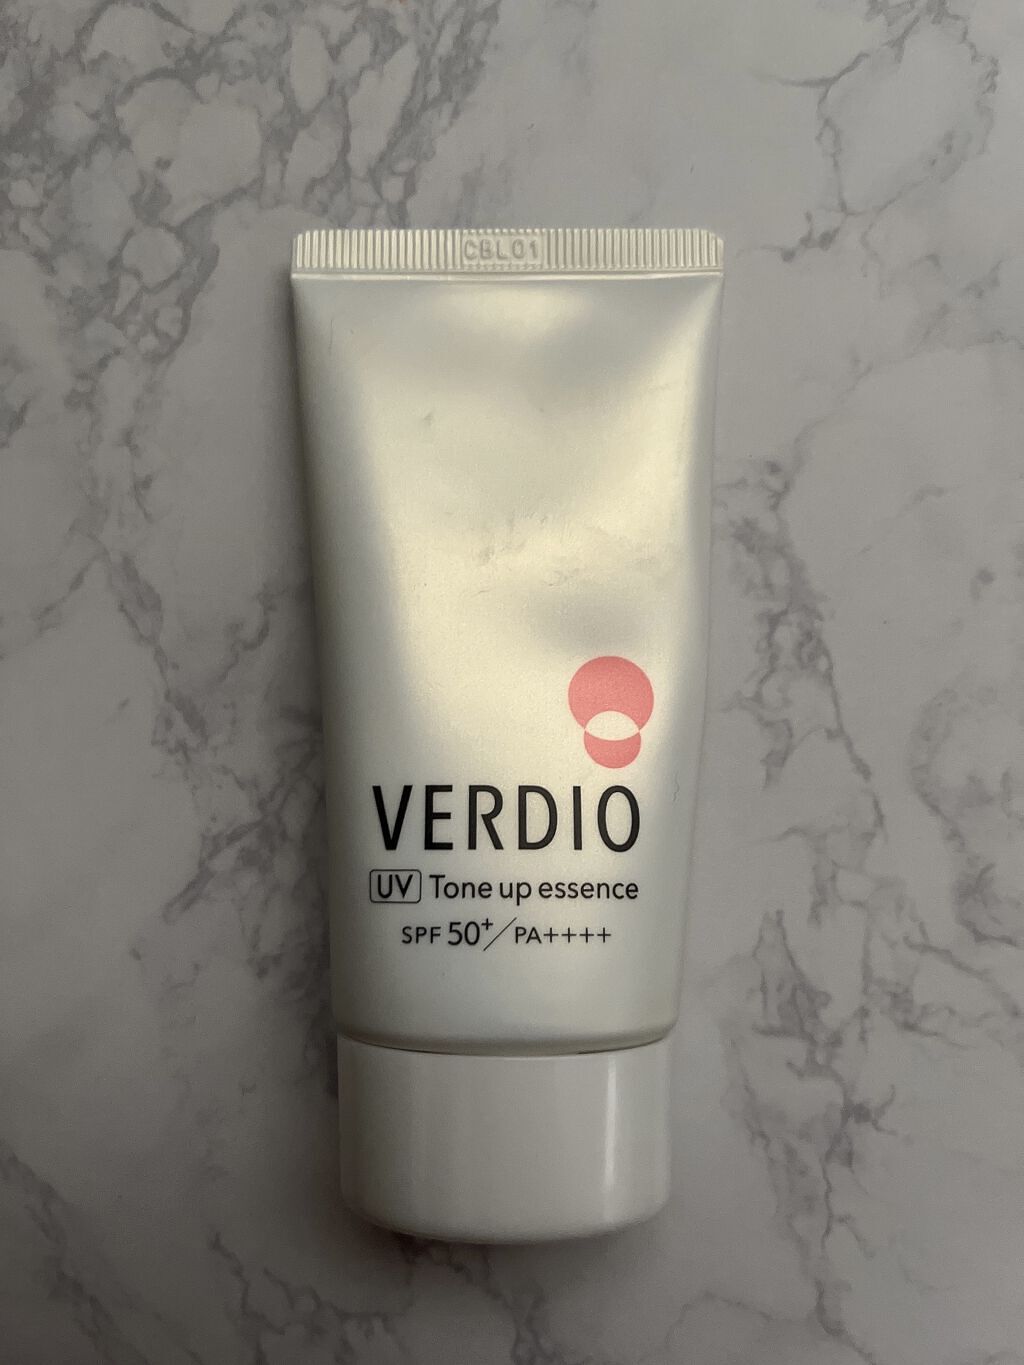 CBL01
VERDIO
UV Tone up essence
SPF 50+/PA++++